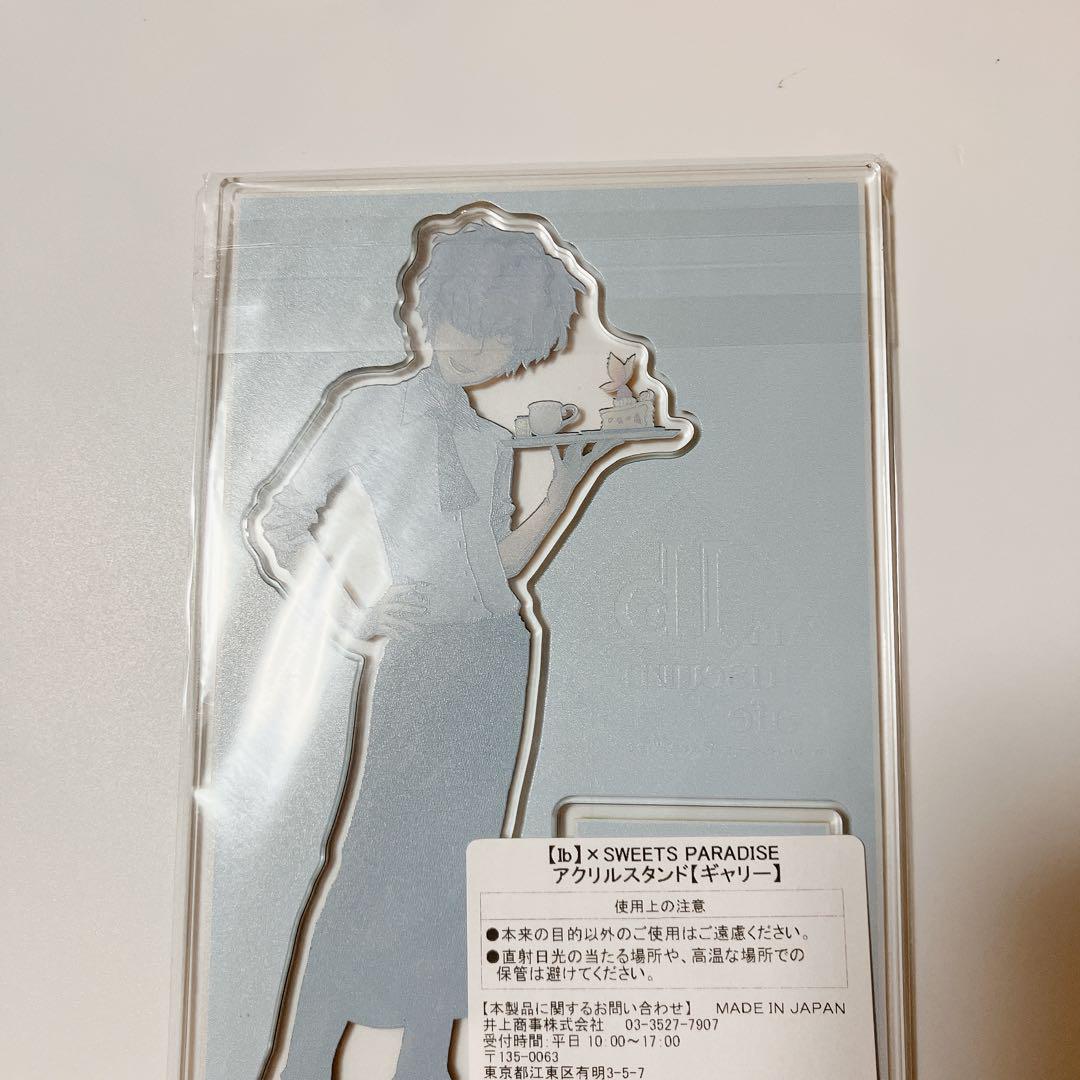 【Ib】×SWEETS PARADISE
アクリルスタンド【ギャリー】
使用上の注意
●本来の目的以外のご使用はご遠慮ください。
●直射日光の当たる場所や、高温な場所での
保管は避けてください。
【本製品に関するお問い合わせ】 MADE IN JAPAN
井上商事株式会社 03-3527-7907
受付時間:平日 10:00～17:00
〒135-0063
東京都江東区有明3-5-7